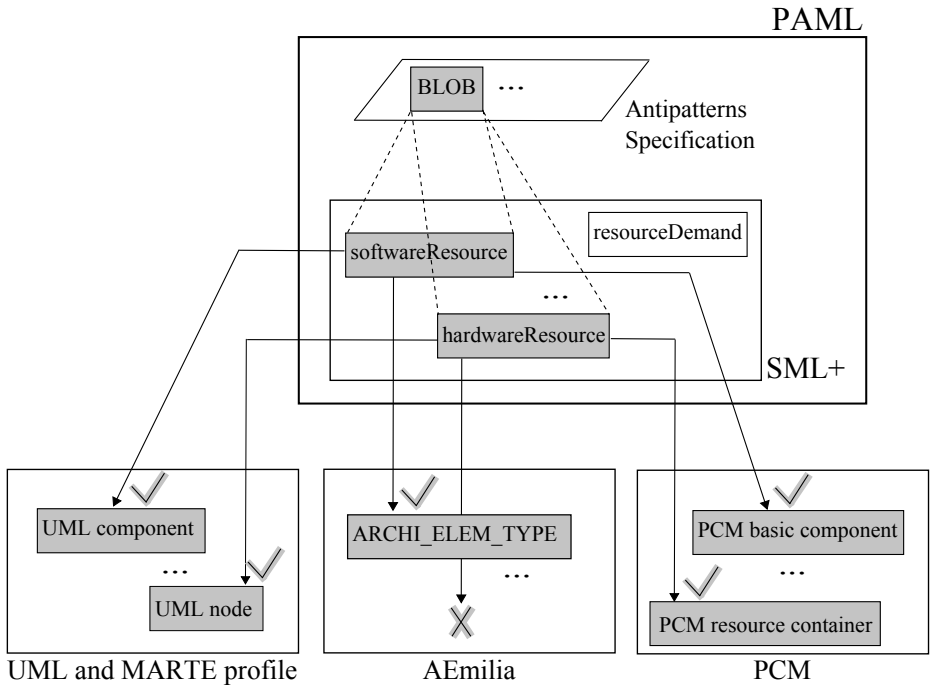 PAML
BLOB ...
Antipatterns
Specification
resourceDemand
softwareResource
...
hardwareResource
SML+
UML component
...
UML node
UML and MARTE profile
ARCHI_ELEM_TYPE
...
AEmilia
PCM basic component
...
PCM resource container
PCM